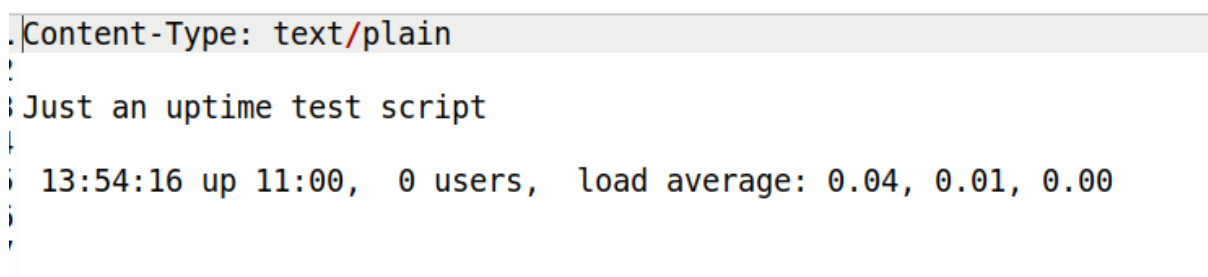 Content-Type: text/plain
Just an uptime test script
13:54:16 up 11:00,  0 users,  load average: 0.04, 0.01, 0.00